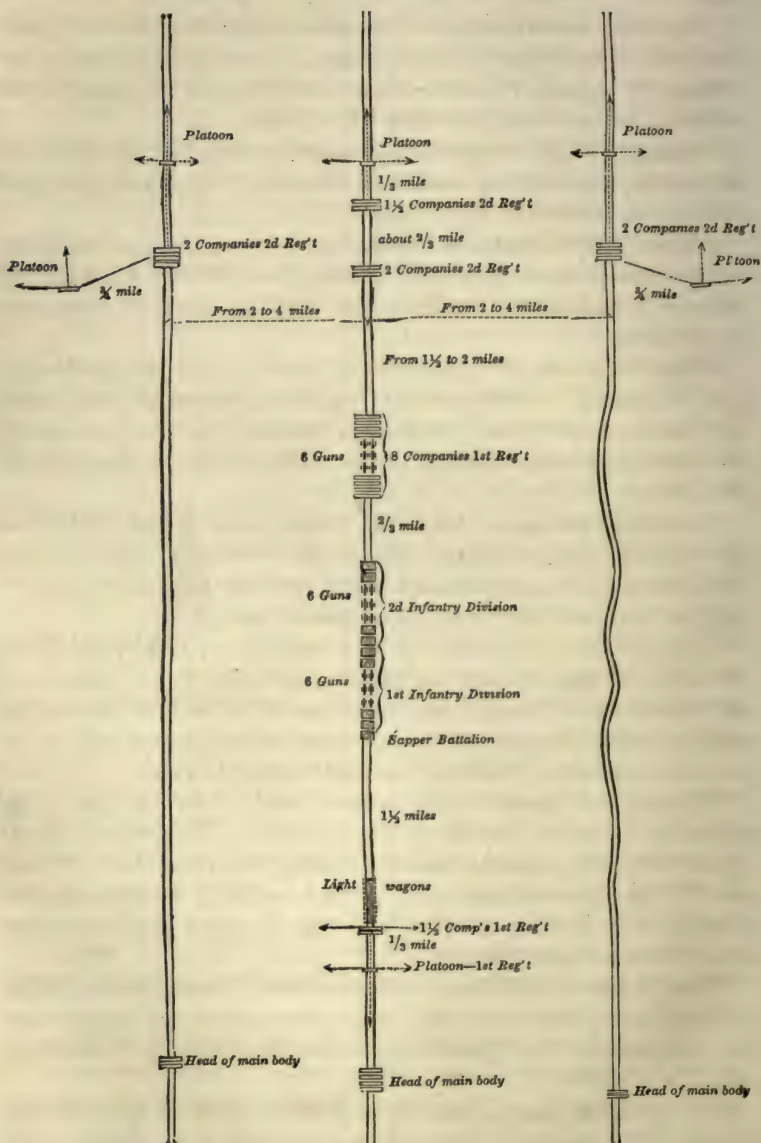 Platoon
Platoon
Platoon
1/3 mile
1½ Companies 2d Reg't
2 Companies 2d Reg't
about 2/3 mile
2 Companies 2d Reg't
Platoon
2 Companies 2d Reg't
Pl toon
¾ mile
¾ mile
From 2 to 4 miles
From 2 to 4 miles
From 1½ to 2 miles
6 Guns
8 Companies 1st Reg't
2/3 mile
6 Guns
2d Infantry Division
6 Guns
1st Infantry Division
Sapper Battalion
1½ miles
Light wagons
1½ Comp's 1st Reg't
1/3 mile
Platoon—1st Reg't
Head of main body
Head of main body
Head of main body